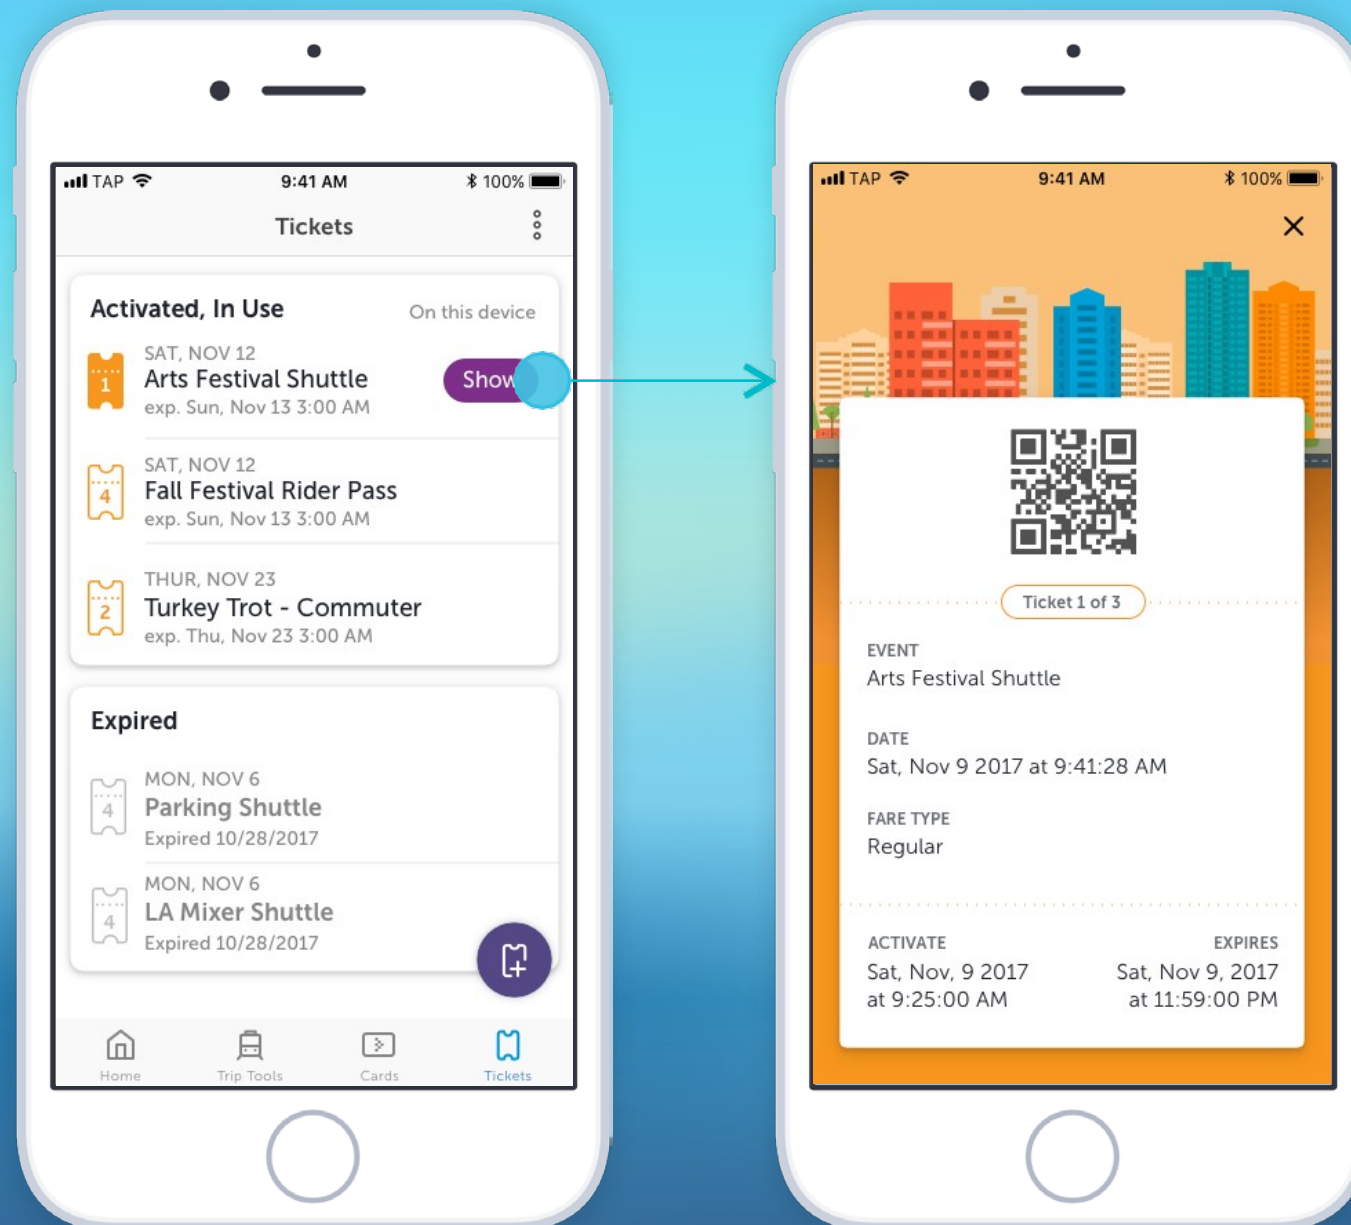 TAP 9:41 AM 100%
Tickets
Activated, In Use On this device
SAT, NOV 12
1 Arts Festival Shuttle Show
exp. Sun, Nov 13 3:00 AM
SAT, NOV 12
4 Fall Festival Rider Pass
exp. Sun, Nov 13 3:00 AM
THUR, NOV 23
2 Turkey Trot - Commuter
exp. Thu, Nov 23 3:00 AM
Expired
MON, NOV 6
4 Parking Shuttle
Expired 10/28/2017
MON, NOV 6
4 LA Mixer Shuttle
Expired 10/28/2017
Home Trip Tools Cards Tickets
TAP 9:41 AM 100%
Ticket 1 of 3
EVENT
Arts Festival Shuttle
DATE
Sat, Nov 9 2017 at 9:41:28 AM
FARE TYPE
Regular
ACTIVATE EXPIRES
Sat, Nov, 9 2017 Sat, Nov 9, 2017
at 9:25:00 AM at 11:59:00 PM